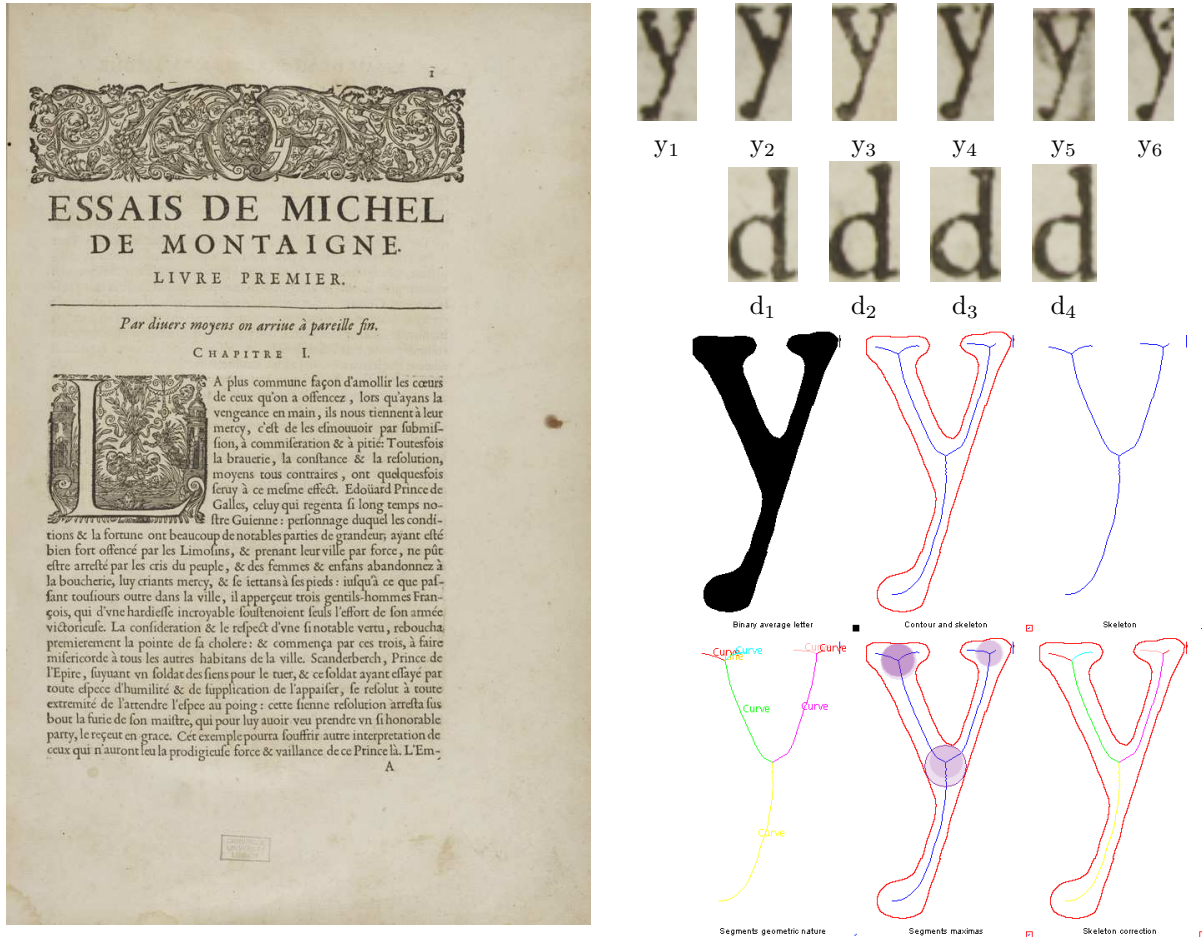 1
ESSAIS DE MICHEL
DE MONTAIGNE.
LIVRE PREMIER.
Par diuers moyens on arriue à pareille fin.
CHAPITRE I.
LA plus commune façon d'amollir les cœurs
de ceux qu'on a offencez, lors qu'ayans la
vengeance en main, ils nous tiennent à leur
mercy, c'eſt de les eſmouuoir par ſubmiſ-
ſion, à commiſeration & à pitié: Toutesfois
la brauerie, la conſtance & la reſolution,
moyens tous contraires, ont quelquesfois
ſeruy à ce meſme effect. Edoüard Prince de
Galles, celuy qui regenta ſi long temps no-
ſtre Guienne: perſonnage duquel les condi-
tions & la fortune ont beaucoup de notables parties de grandeur, ayant eſté
bien fort offencé par les Limoſins, & prenant leur ville par force, ne pût
eſtre arreſté par les cris du peuple, & des femmes & enfans abandonnez à
la boucherie, luy criants mercy, & ſe iettans à ſes pieds: iuſqu'à ce que paſ-
ſant touſiours outre dans la ville, il apperçeut trois gentils-hommes Fran-
çois, qui d'vne hardieſſe incroyable ſouſtenoient ſeuls l'effort de ſon armée
victorieuſe. La conſideration & le reſpect d'vne ſi notable vertu, reboucha
premierement la pointe de ſa cholere: & commença par ces trois, à faire
miſericorde à tous les autres habitans de la ville. Scanderbech, Prince de
l'Epire, ſuyuant vn ſoldat des ſiens pour le tuer, & ce ſoldat ayant eſſayé par
toute eſpece d'humilité & de ſupplication de l'appaiſer, ſe reſolut à toute
extremité de l'attendre l'eſpee au poing: cette ſienne reſolution arreſta ſus
bout la furie de ſon maiſtre, qui pour luy auoir veu prendre vn ſi honorable
party, le reçeut en grace. Cét exemple pourra ſouffrir autre interpretation de
ceux qui n'auront leu la prodigieuſe force & vaillance de ce Prince là. L'Em-
A
y1 y2 y3 y4 y5 y6
d1 d2 d3 d4
Binary average letter Contour and skeleton Skeleton
Curve Curve Curve Curve
Curve Curve
Curve
Segments geometric nature Segments maximas Skeleton correction